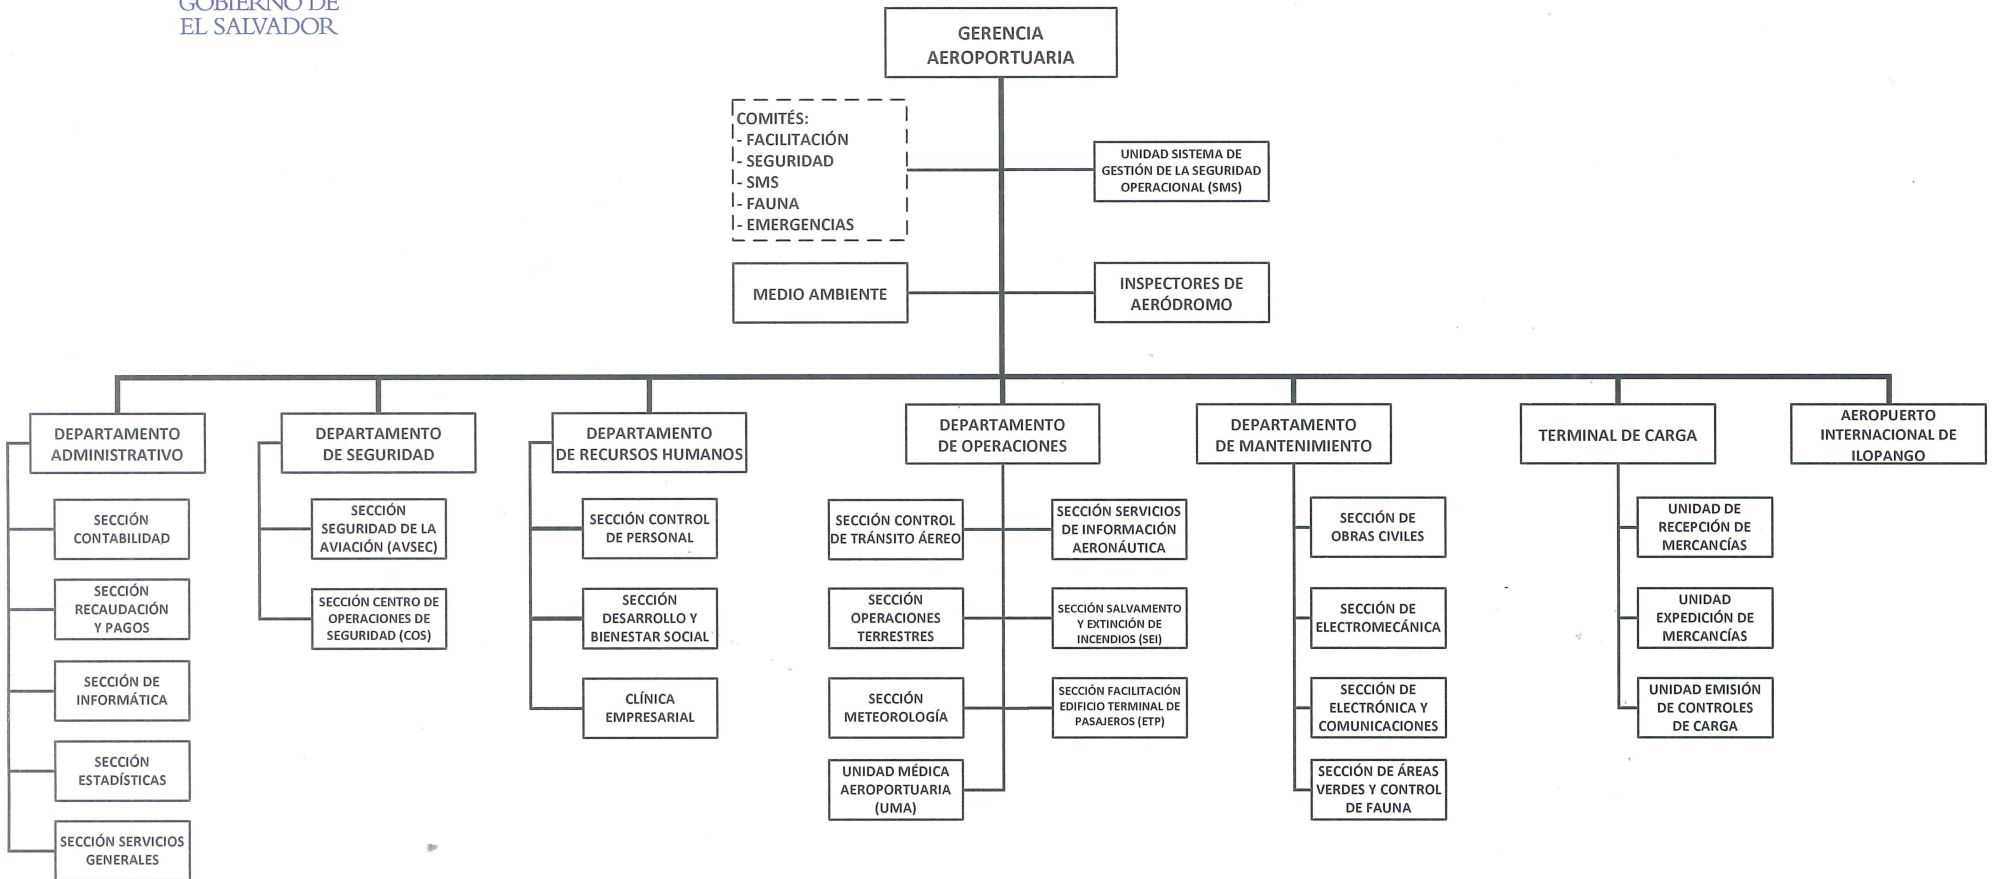 GOBIERNO DE
EL SALVADOR
GERENCIA
AEROPORTUARIA
COMITÉS:
- FACILITACIÓN
- SEGURIDAD
- SMS
- FAUNA
- EMERGENCIAS
UNIDAD SISTEMA DE
GESTIÓN DE LA SEGURIDAD
OPERACIONAL (SMS)
MEDIO AMBIENTE
INSPECTORES DE
AERÓDROMO
DEPARTAMENTO
ADMINISTRATIVO
SECCIÓN
CONTABILIDAD
SECCIÓN
RECAUDACIÓN
Y PAGOS
SECCIÓN DE
INFORMÁTICA
SECCIÓN
ESTADÍSTICAS
SECCIÓN SERVICIOS
GENERALES
DEPARTAMENTO
DE SEGURIDAD
SECCIÓN
SEGURIDAD DE LA
AVIACIÓN (AVSEC)
SECCIÓN CENTRO DE
OPERACIONES DE
SEGURIDAD (COS)
DEPARTAMENTO
DE RECURSOS HUMANOS
SECCIÓN CONTROL
DE PERSONAL
SECCIÓN
DESARROLLO Y
BIENESTAR SOCIAL
CLÍNICA
EMPRESARIAL
DEPARTAMENTO
DE OPERACIONES
SECCIÓN CONTROL
DE TRÁNSITO ÁEREO
SECCIÓN SERVICIOS
DE INFORMACIÓN
AERONÁUTICA
SECCIÓN
OPERACIONES
TERRESTRES
SECCIÓN SALVAMENTO
Y EXTINCIÓN DE
INCENDIOS (SEI)
SECCIÓN
METEOROLOGÍA
SECCIÓN FACILITACIÓN
EDIFICIO TERMINAL DE
PASAJEROS (ETP)
UNIDAD MÉDICA
AEROPORTUARIA
(UMA)
DEPARTAMENTO
DE MANTENIMIENTO
SECCIÓN DE
OBRAS CIVILES
SECCIÓN DE
ELECTROMECÁNICA
SECCIÓN DE
ELECTRÓNICA Y
COMUNICACIONES
SECCIÓN DE ÁREAS
VERDES Y CONTROL
DE FAUNA
TERMINAL DE CARGA
UNIDAD DE
RECEPCIÓN DE
MERCANCÍAS
UNIDAD
EXPEDICIÓN DE
MERCANCÍAS
UNIDAD EMISIÓN
DE CONTROLES
DE CARGA
AEROPUERTO
INTERNACIONAL DE
ILOPANGO